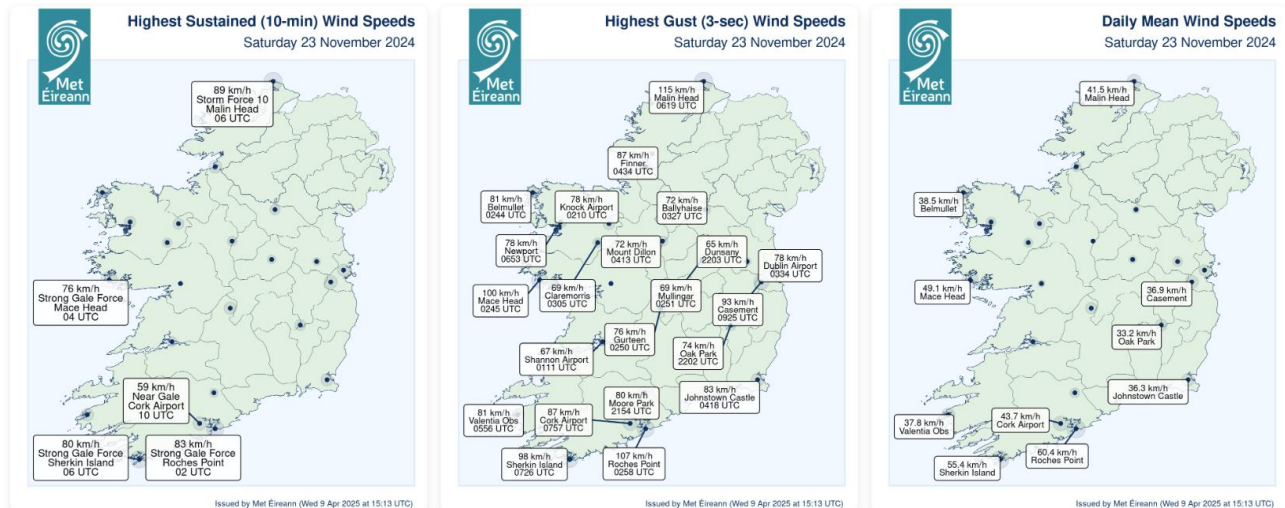 Highest Sustained (10-min) Wind Speeds
Saturday 23 November 2024
Met
Éireann
89 km/h
Storm Force 10
Malin Head
06 UTC
76 km/h
Strong Gale Force
Mace Head
04 UTC
59 km/h
Near Gale
Cork Airport
10 UTC
80 km/h
Strong Gale Force
Sherkin Island
06 UTC
83 km/h
Strong Gale Force
Roches Point
02 UTC
Issued by Met Éireann (Wed 9 Apr 2025 at 15:13 UTC)
Highest Gust (3-sec) Wind Speeds
Saturday 23 November 2024
Met
Éireann
115 km/h
Malin Head
0619 UTC
87 km/h
Finner
0434 UTC
81 km/h
Belmullet
0244 UTC
78 km/h
Knock Airport
0210 UTC
72 km/h
Ballyhaise
0327 UTC
78 km/h
Newport
0653 UTC
72 km/h
Mount Dillon
0413 UTC
65 km/h
Dunsany
2203 UTC
78 km/h
Dublin Airport
0334 UTC
100 km/h
Mace Head
0245 UTC
69 km/h
Claremorris
0305 UTC
69 km/h
Mullingar
0251 UTC
93 km/h
Casement
0925 UTC
76 km/h
Gurteen
0250 UTC
67 km/h
Shannon Airport
0111 UTC
74 km/h
Oak Park
2202 UTC
83 km/h
Johnstown Castle
0418 UTC
80 km/h
Moore Park
2154 UTC
81 km/h
Valentia Obs
0556 UTC
87 km/h
Cork Airport
0757 UTC
98 km/h
Sherkin Island
0726 UTC
107 km/h
Roches Point
0258 UTC
Issued by Met Éireann (Wed 9 Apr 2025 at 15:13 UTC)
Daily Mean Wind Speeds
Saturday 23 November 2024
Met
Éireann
41.5 km/h
Malin Head
38.5 km/h
Belmullet
49.1 km/h
Mace Head
36.9 km/h
Casement
33.2 km/h
Oak Park
36.3 km/h
Johnstown Castle
37.8 km/h
Valentia Obs
43.7 km/h
Cork Airport
60.4 km/h
Roches Point
55.4 km/h
Sherkin Island
Issued by Met Éireann (Wed 9 Apr 2025 at 15:13 UTC)